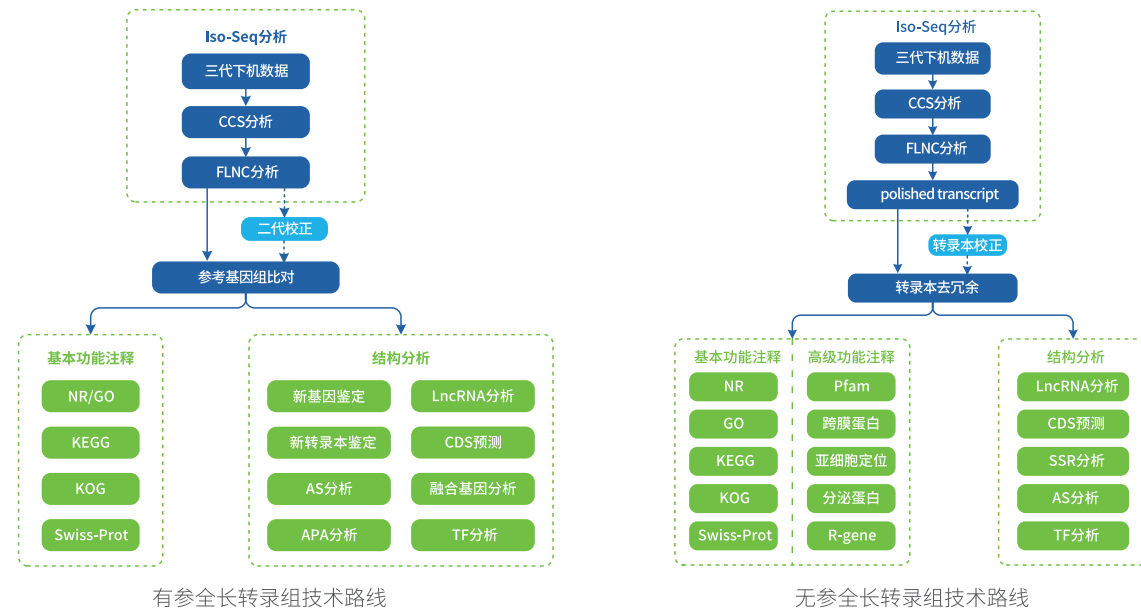 Iso-Seq分析
三代下机数据
CCS分析
FLNC分析
二代校正
参考基因组比对
基本功能注释
NR/GO
KEGG
KOG
Swiss-Prot
结构分析
新基因鉴定
LncRNA分析
新转录本鉴定
CDS预测
AS分析
融合基因分析
APA分析
TF分析
有参全长转录组技术路线
Iso-Seq分析
三代下机数据
CCS分析
FLNC分析
polished transcript
转录本校正
转录本去冗余
基本功能注释
NR
GO
KEGG
KOG
Swiss-Prot
高级功能注释
Pfam
跨膜蛋白
亚细胞定位
分泌蛋白
R-gene
结构分析
LncRNA分析
CDS预测
SSR分析
AS分析
TF分析
无参全长转录组技术路线